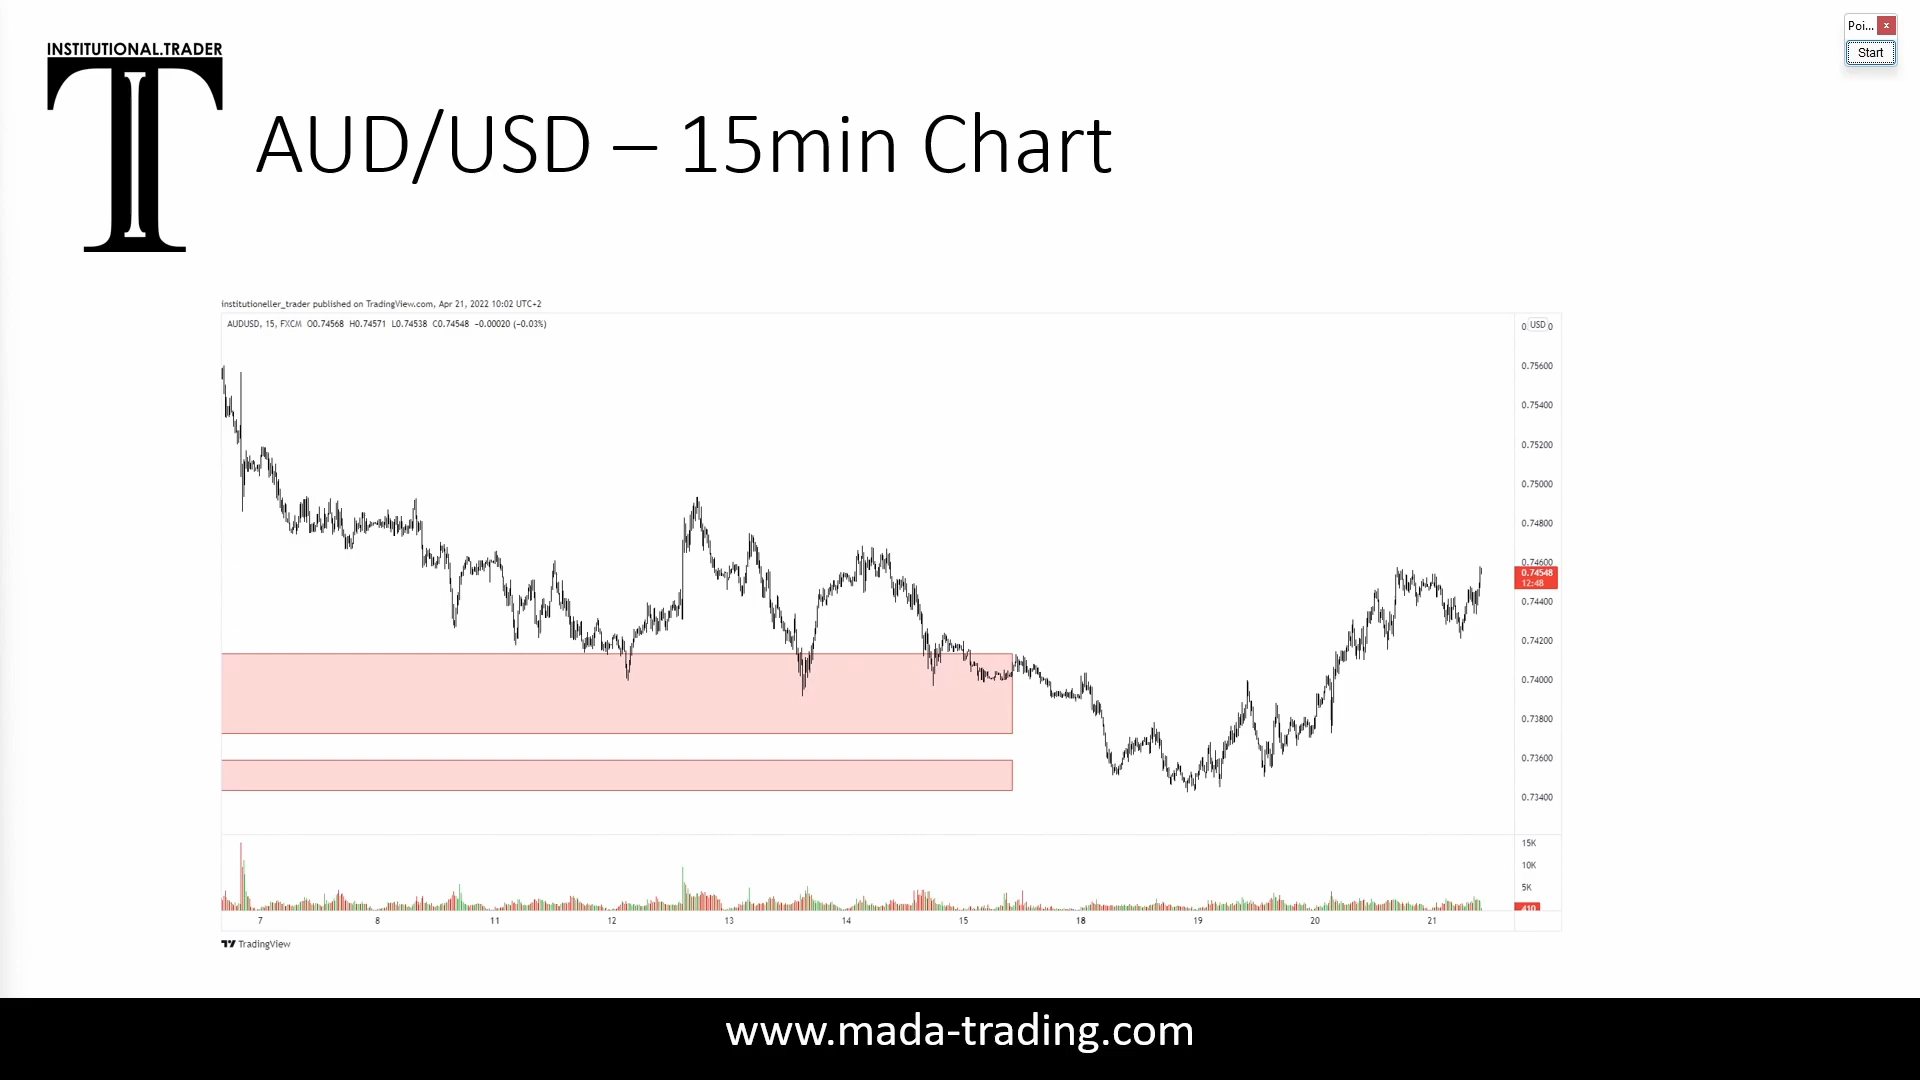 Poi... x
Start
INSTITUTIONAL.TRADER
AUD/USD – 15min Chart
institutioneller_trader published on TradingView.com, Apr 21, 2022 10:02 UTC+2
AUDUSD, 15, FXCM O0.74568 H0.74571 L0.74538 C0.74548 −0.00020 (−0.03%)
USD
0.75600
0.75400
0.75200
0.75000
0.74800
0.74600
0.74548
12:48
0.74400
0.74200
0.74000
0.73800
0.73600
0.73400
15K
10K
5K
410
7 8 11 12 13 14 15 18 19 20 21
TradingView
www.mada-trading.com